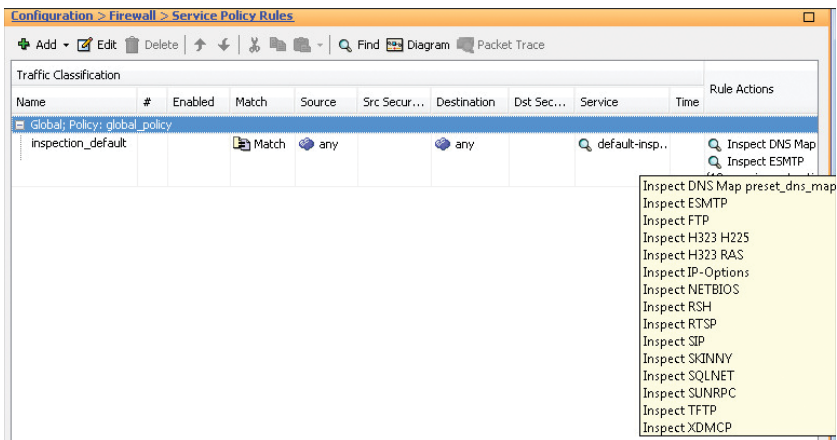 Configuration > Firewall > Service Policy Rules
Add Edit Delete Find Diagram Packet Trace
Traffic Classification
Name # Enabled Match Source Src Secur... Destination Dst Sec... Service Time Rule Actions
Global; Policy: global_policy
inspection_default Match any any default-insp.. Inspect DNS Map
Inspect ESMTP
Inspect DNS Map preset_dns_map
Inspect ESMTP
Inspect FTP
Inspect H323 H225
Inspect H323 RAS
Inspect IP-Options
Inspect NETBIOS
Inspect RSH
Inspect RTSP
Inspect SIP
Inspect SKINNY
Inspect SQLNET
Inspect SUNRPC
Inspect TFTP
Inspect XDMCP